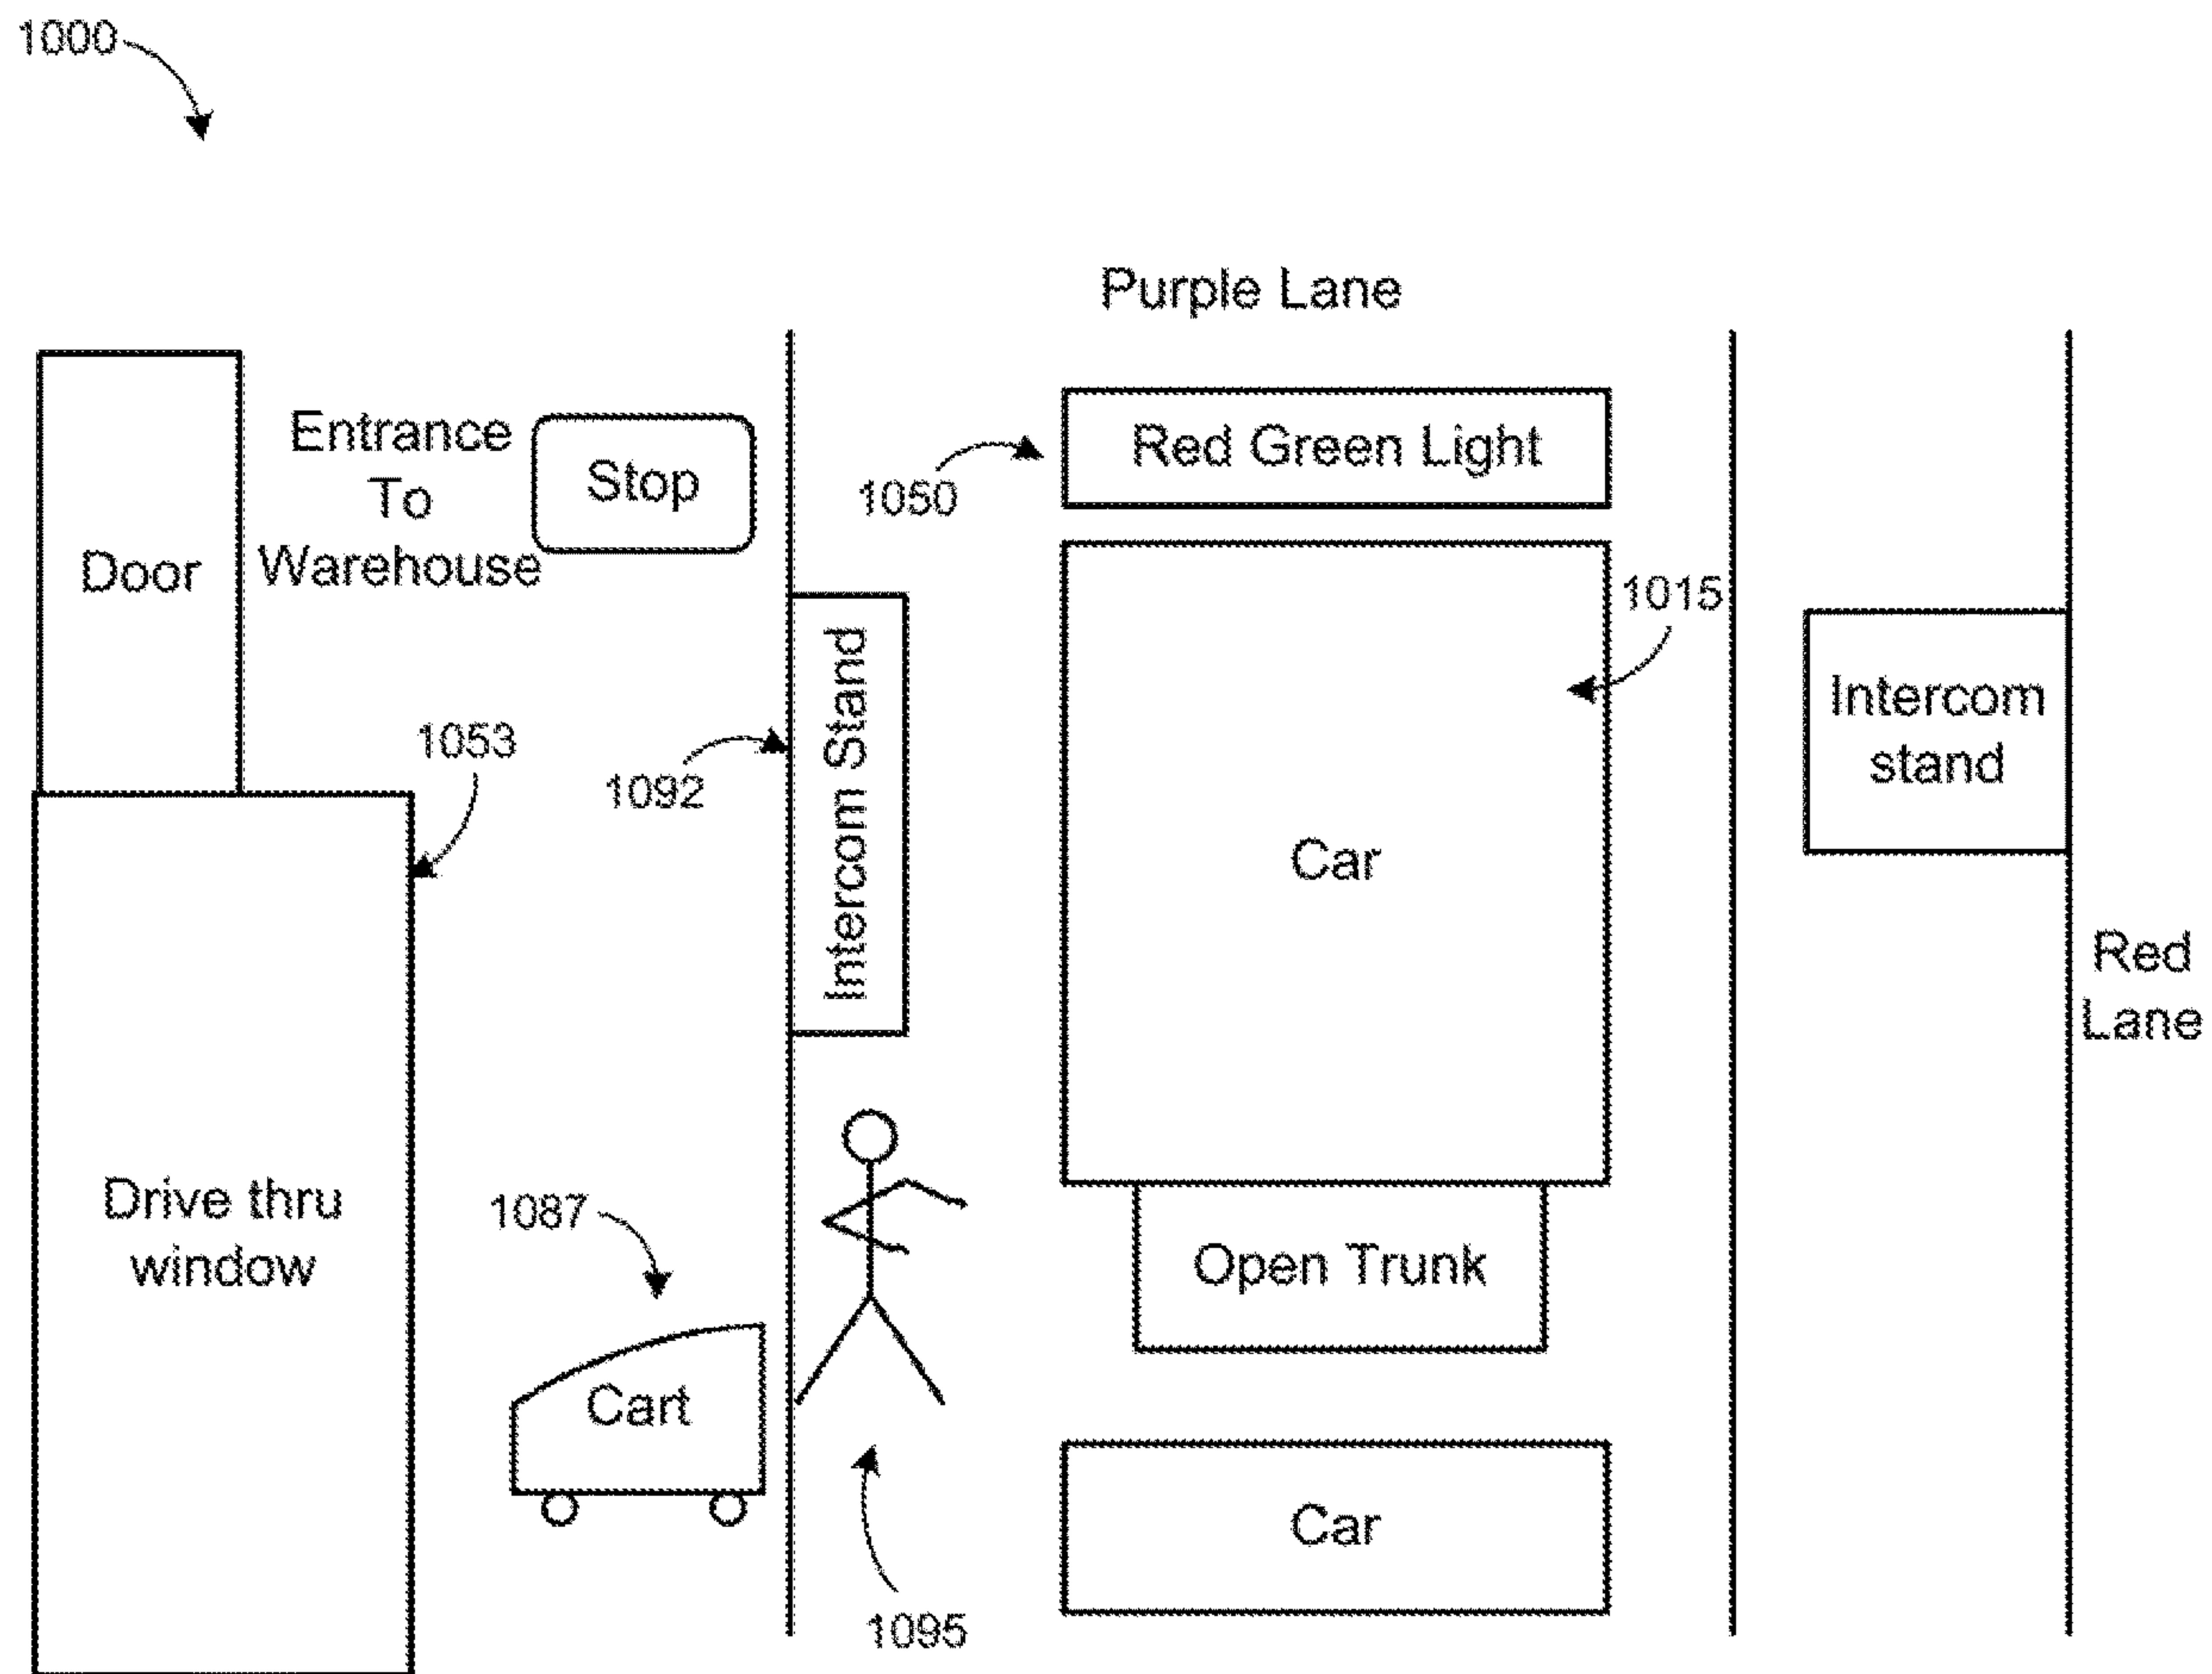 1000
Purple Lane
Entrance
To
Warehouse
Stop
Door
Red Green Light
1050
1015
Intercom Stand
Intercom
stand
1053
1092
Car
Red
Lane
Drive thru
window
1087
Open Trunk
Cart
Car
1095